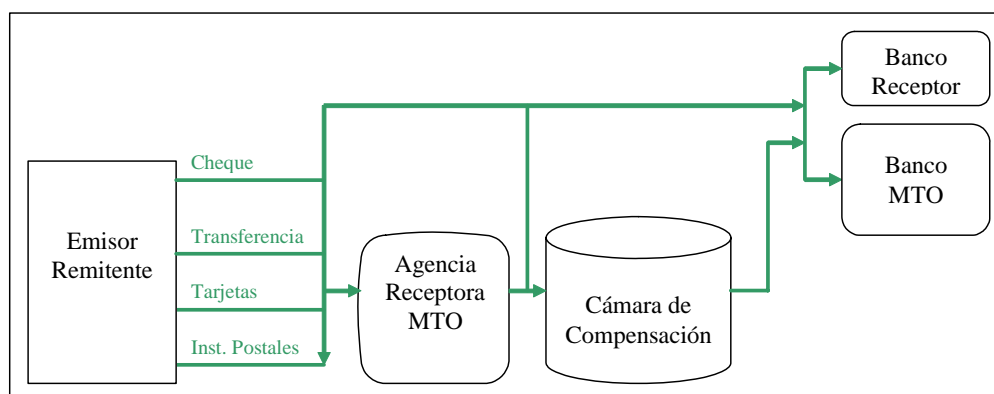 Banco
Receptor
Cheque
Banco
MTO
Emisor
Remitente
Transferencia
Agencia
Receptora
MTO
Tarjetas
Cámara de
Compensación
Inst. Postales